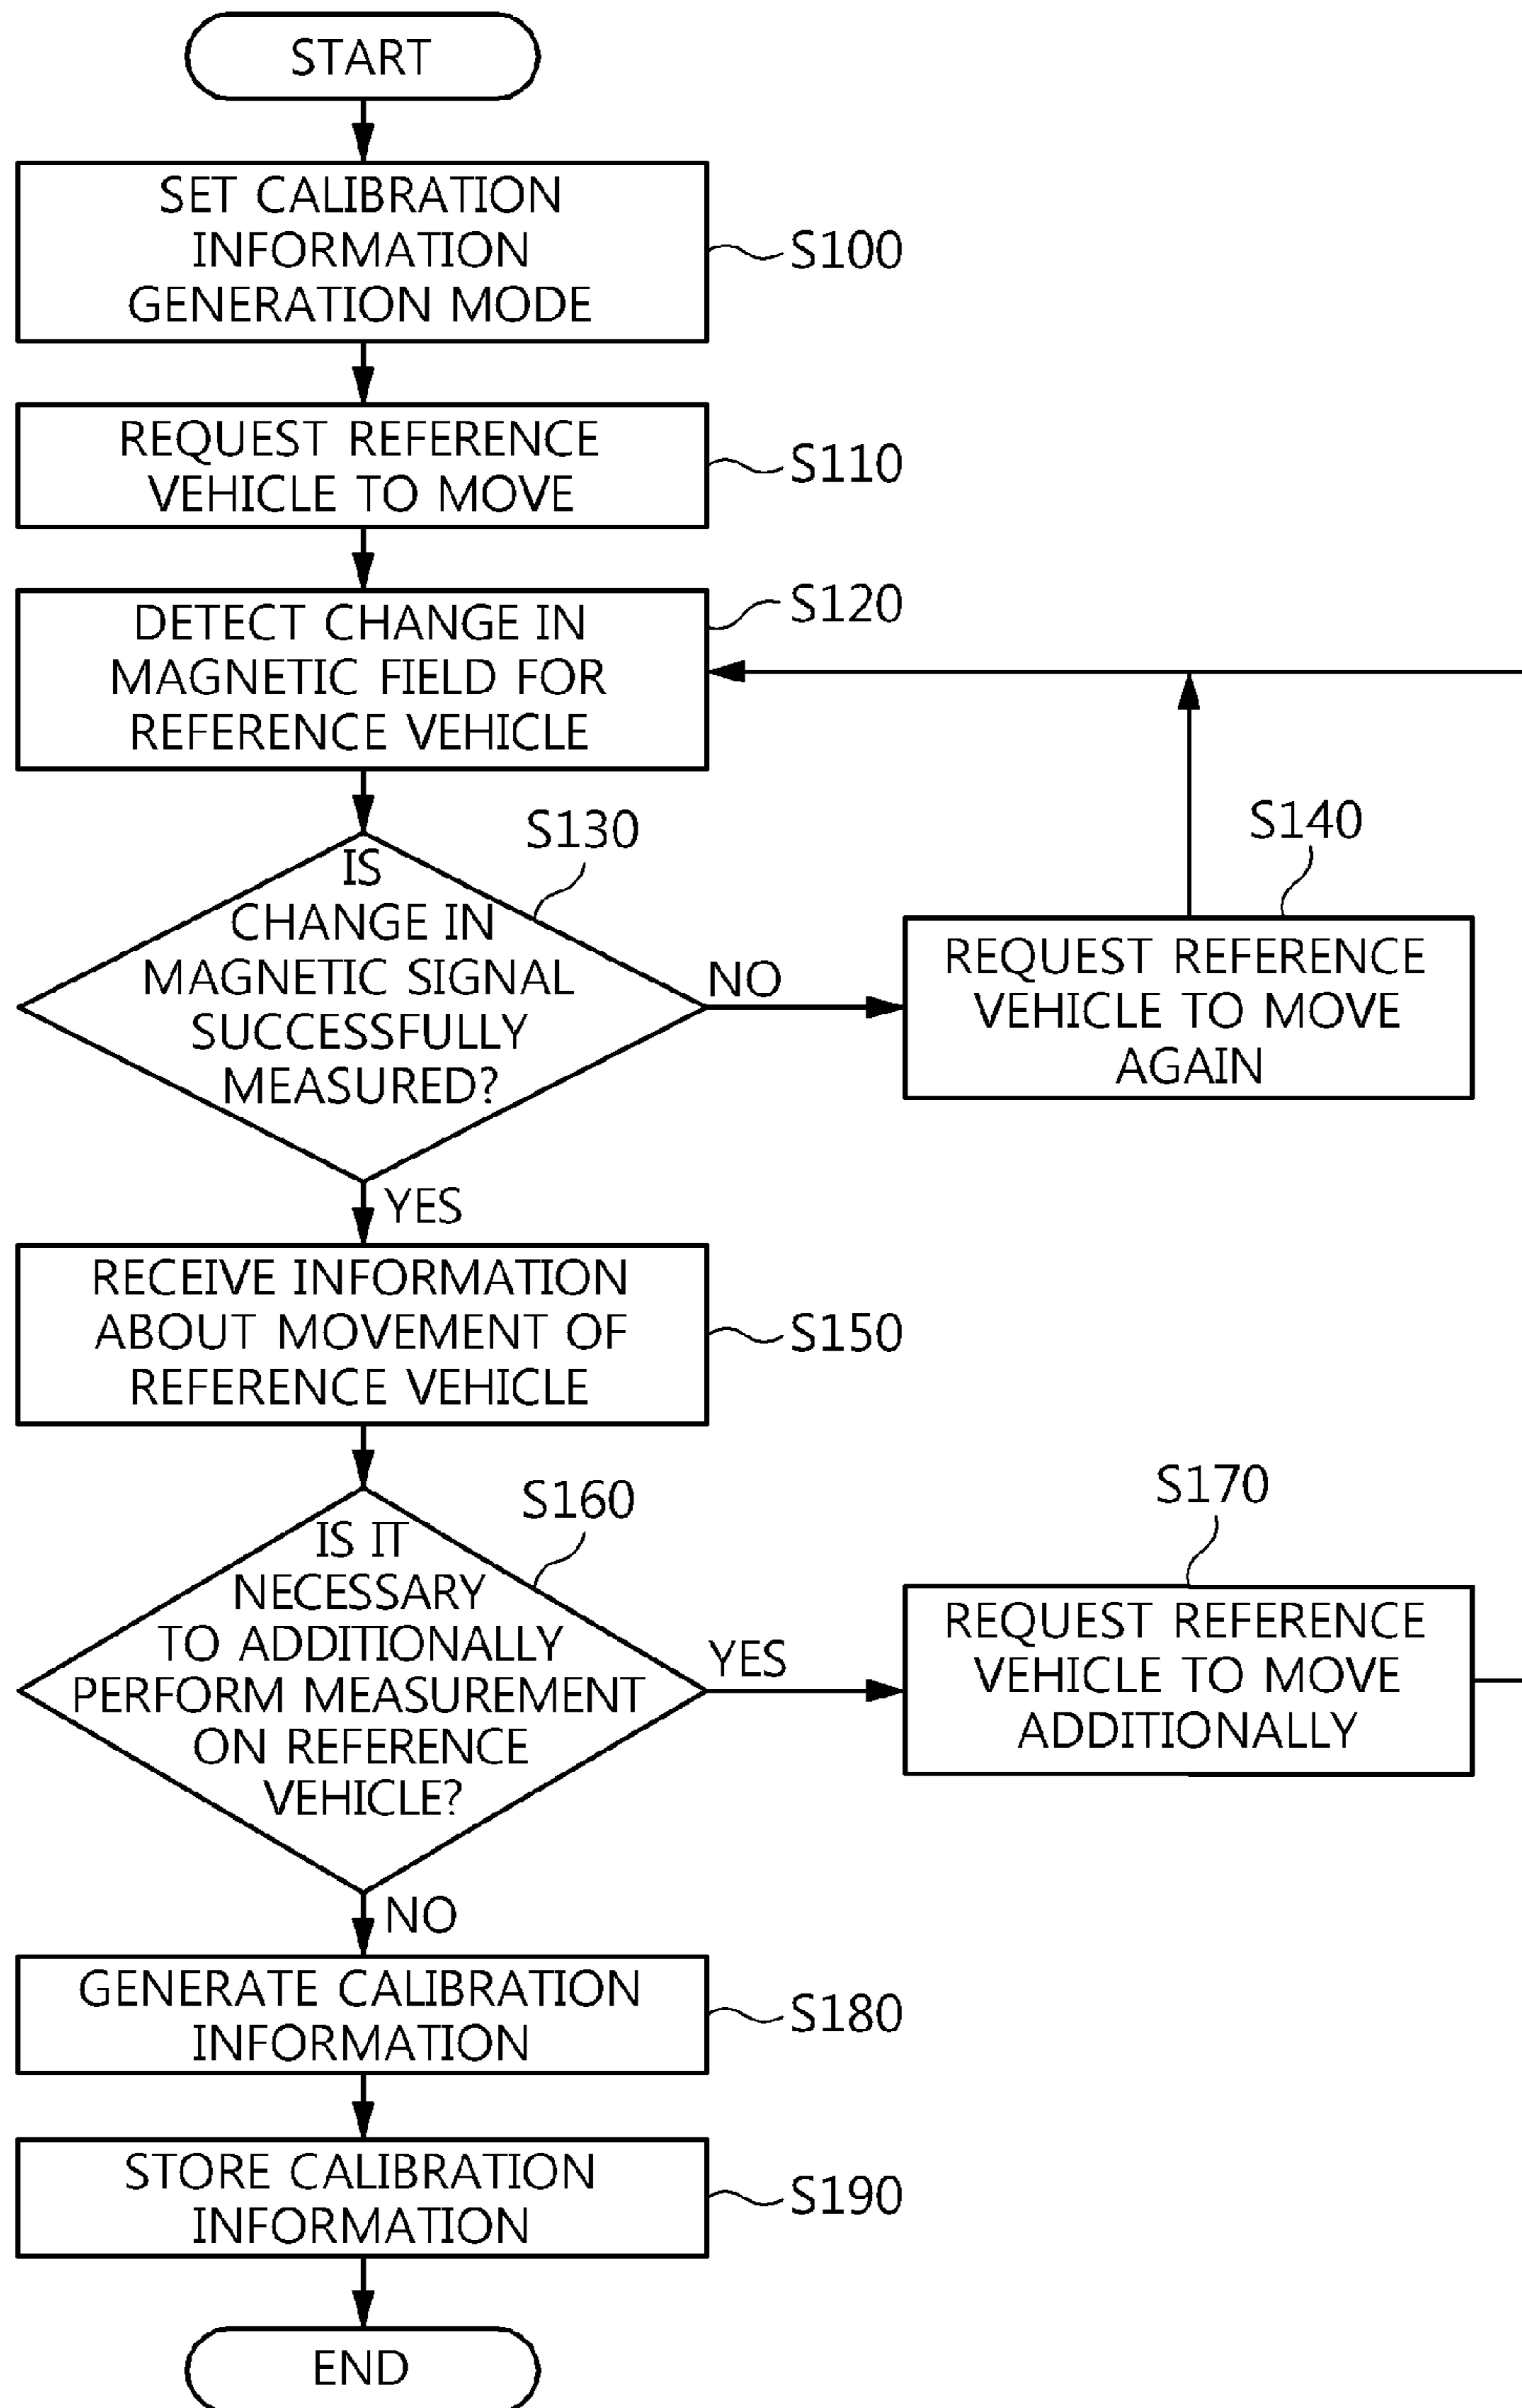 START
SET CALIBRATION
INFORMATION
GENERATION MODE
S100
REQUEST REFERENCE
VEHICLE TO MOVE
S110
DETECT CHANGE IN
MAGNETIC FIELD FOR
REFERENCE VEHICLE
S120
IS
CHANGE IN
MAGNETIC SIGNAL
SUCCESSFULLY
MEASURED?
S130
NO
S140
REQUEST REFERENCE
VEHICLE TO MOVE
AGAIN
YES
RECEIVE INFORMATION
ABOUT MOVEMENT OF
REFERENCE VEHICLE
S150
IS IT
NECESSARY
TO ADDITIONALLY
PERFORM MEASUREMENT
ON REFERENCE
VEHICLE?
S160
YES
S170
REQUEST REFERENCE
VEHICLE TO MOVE
ADDITIONALLY
NO
GENERATE CALIBRATION
INFORMATION
S180
STORE CALIBRATION
INFORMATION
S190
END